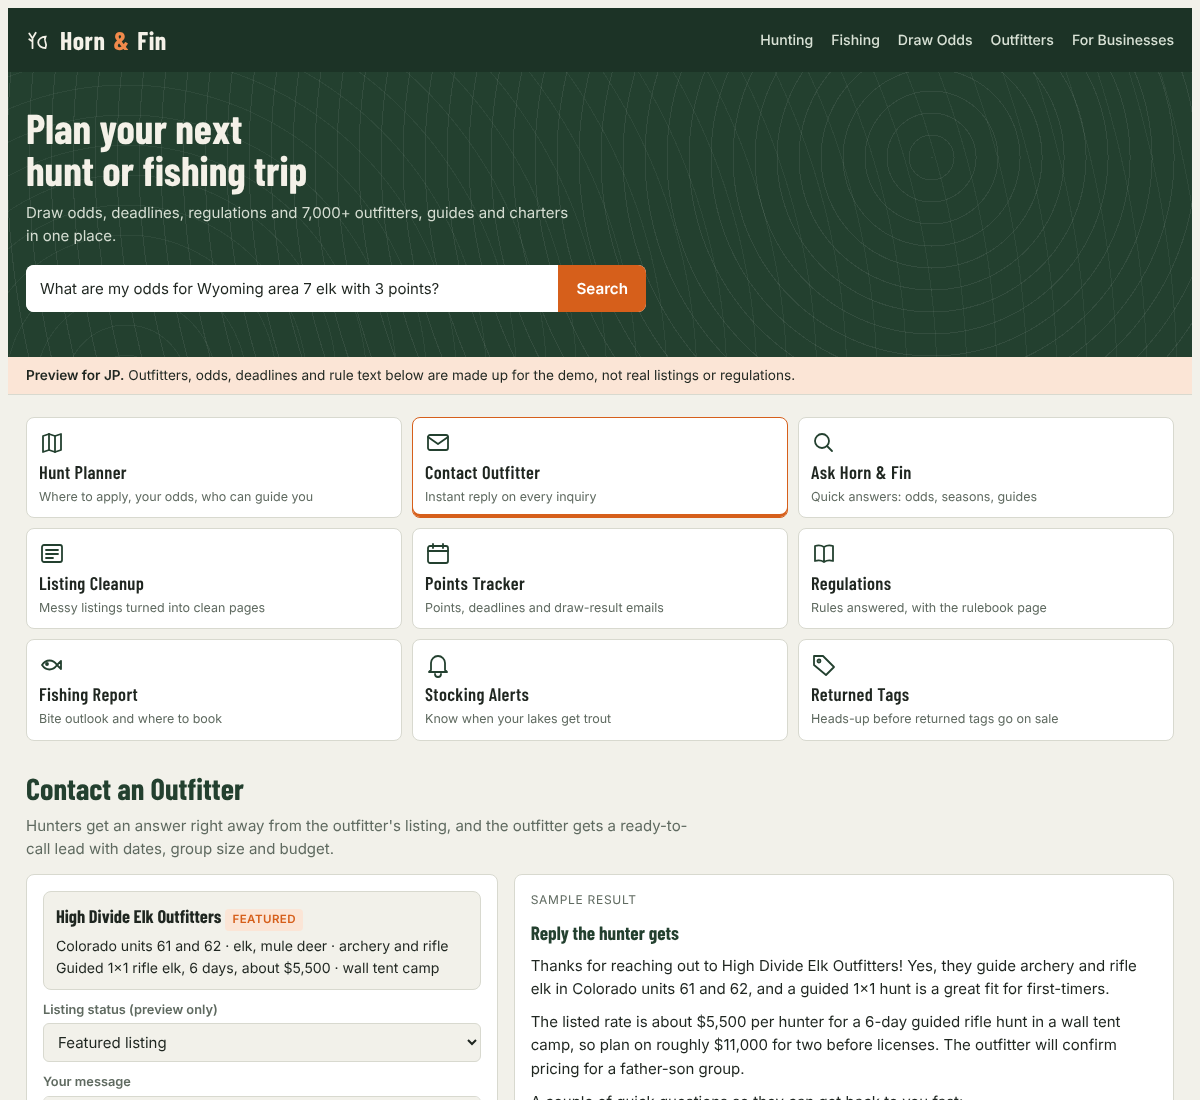 Horn & Fin
Hunting Fishing Draw Odds Outfitters For Businesses
Plan your next
hunt or fishing trip
Draw odds, deadlines, regulations and 7,000+ outfitters, guides and charters
in one place.
What are my odds for Wyoming area 7 elk with 3 points?
Search
Preview for JP. Outfitters, odds, deadlines and rule text below are made up for the demo, not real listings or regulations.
Hunt Planner
Where to apply, your odds, who can guide you
Contact Outfitter
Instant reply on every inquiry
Ask Horn & Fin
Quick answers: odds, seasons, guides
Listing Cleanup
Messy listings turned into clean pages
Points Tracker
Points, deadlines and draw-result emails
Regulations
Rules answered, with the rulebook page
Fishing Report
Bite outlook and where to book
Stocking Alerts
Know when your lakes get trout
Returned Tags
Heads-up before returned tags go on sale
Contact an Outfitter
Hunters get an answer right away from the outfitter's listing, and the outfitter gets a ready-to-
call lead with dates, group size and budget.
High Divide Elk Outfitters FEATURED
Colorado units 61 and 62 · elk, mule deer · archery and rifle
Guided 1×1 rifle elk, 6 days, about $5,500 · wall tent camp
Listing status (preview only)
Featured listing
Your message
SAMPLE RESULT
Reply the hunter gets
Thanks for reaching out to High Divide Elk Outfitters! Yes, they guide archery and rifle
elk in Colorado units 61 and 62, and a guided 1×1 hunt is a great fit for first-timers.
The listed rate is about $5,500 per hunter for a 6-day guided rifle hunt in a wall tent
camp, so plan on roughly $11,000 for two before licenses. The outfitter will confirm
pricing for a father-son group.
A couple of quick questions so they can get back to you fast: